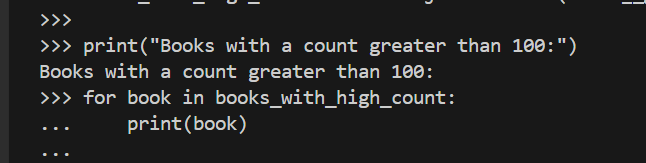 >>>
>>> print("Books with a count greater than 100:")
Books with a count greater than 100:
>>> for book in books_with_high_count:
...     print(book)
...